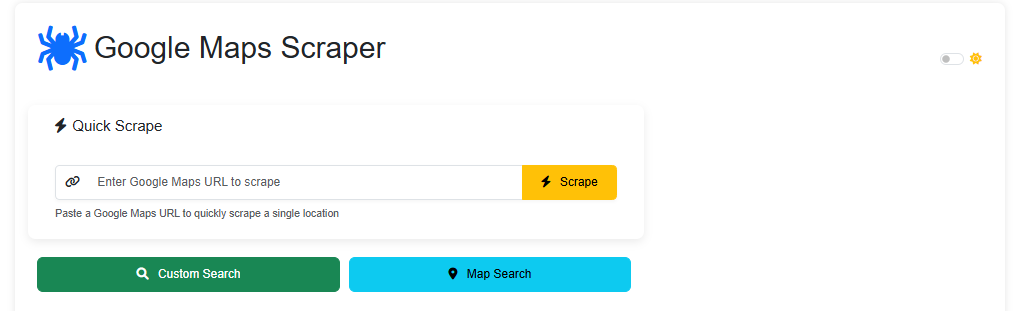 Google Maps Scraper
Quick Scrape
Enter Google Maps URL to scrape
Scrape
Paste a Google Maps URL to quickly scrape a single location
Custom Search
Map Search